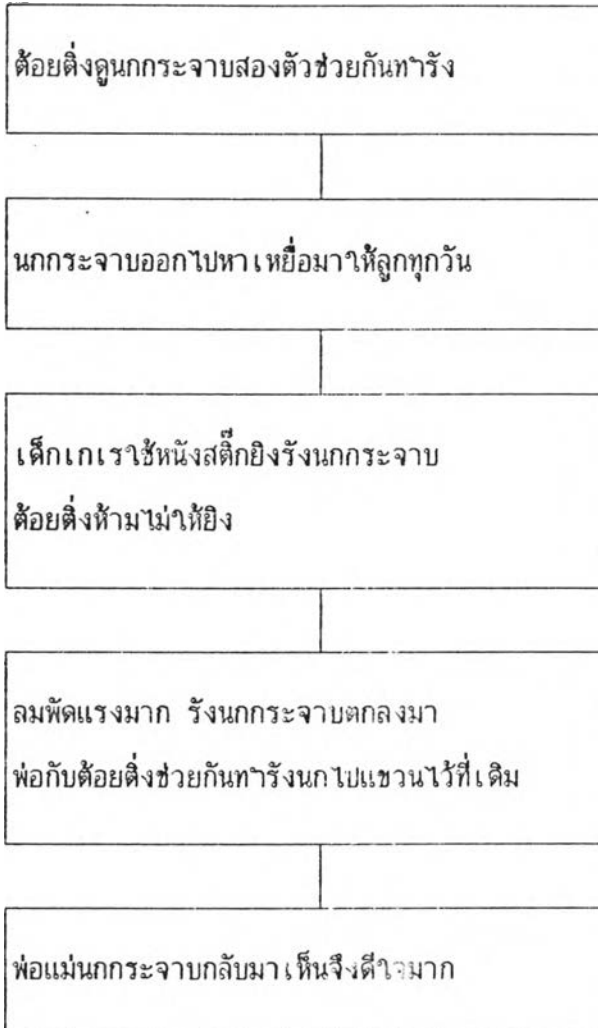 ต้อยติ่งดูนกกระจาบสองตัวช่วยกันทำรัง
นกกระจาบออกไปหาเหยื่อมาให้ลูกทุกวัน
เด็กเกเรใช้หนังสติ๊กยิงรังนกกระจาบ
ต้อยติ่งห้ามไม่ให้ยิง
ลมพัดแรงมาก รังนกกระจาบตกลงมา
พ่อกับต้อยติ่งช่วยกันทำรังนกไปแขวนไว้ที่เดิม
พ่อแม่นกกระจาบกลับมาเห็นจึงดีใจมาก